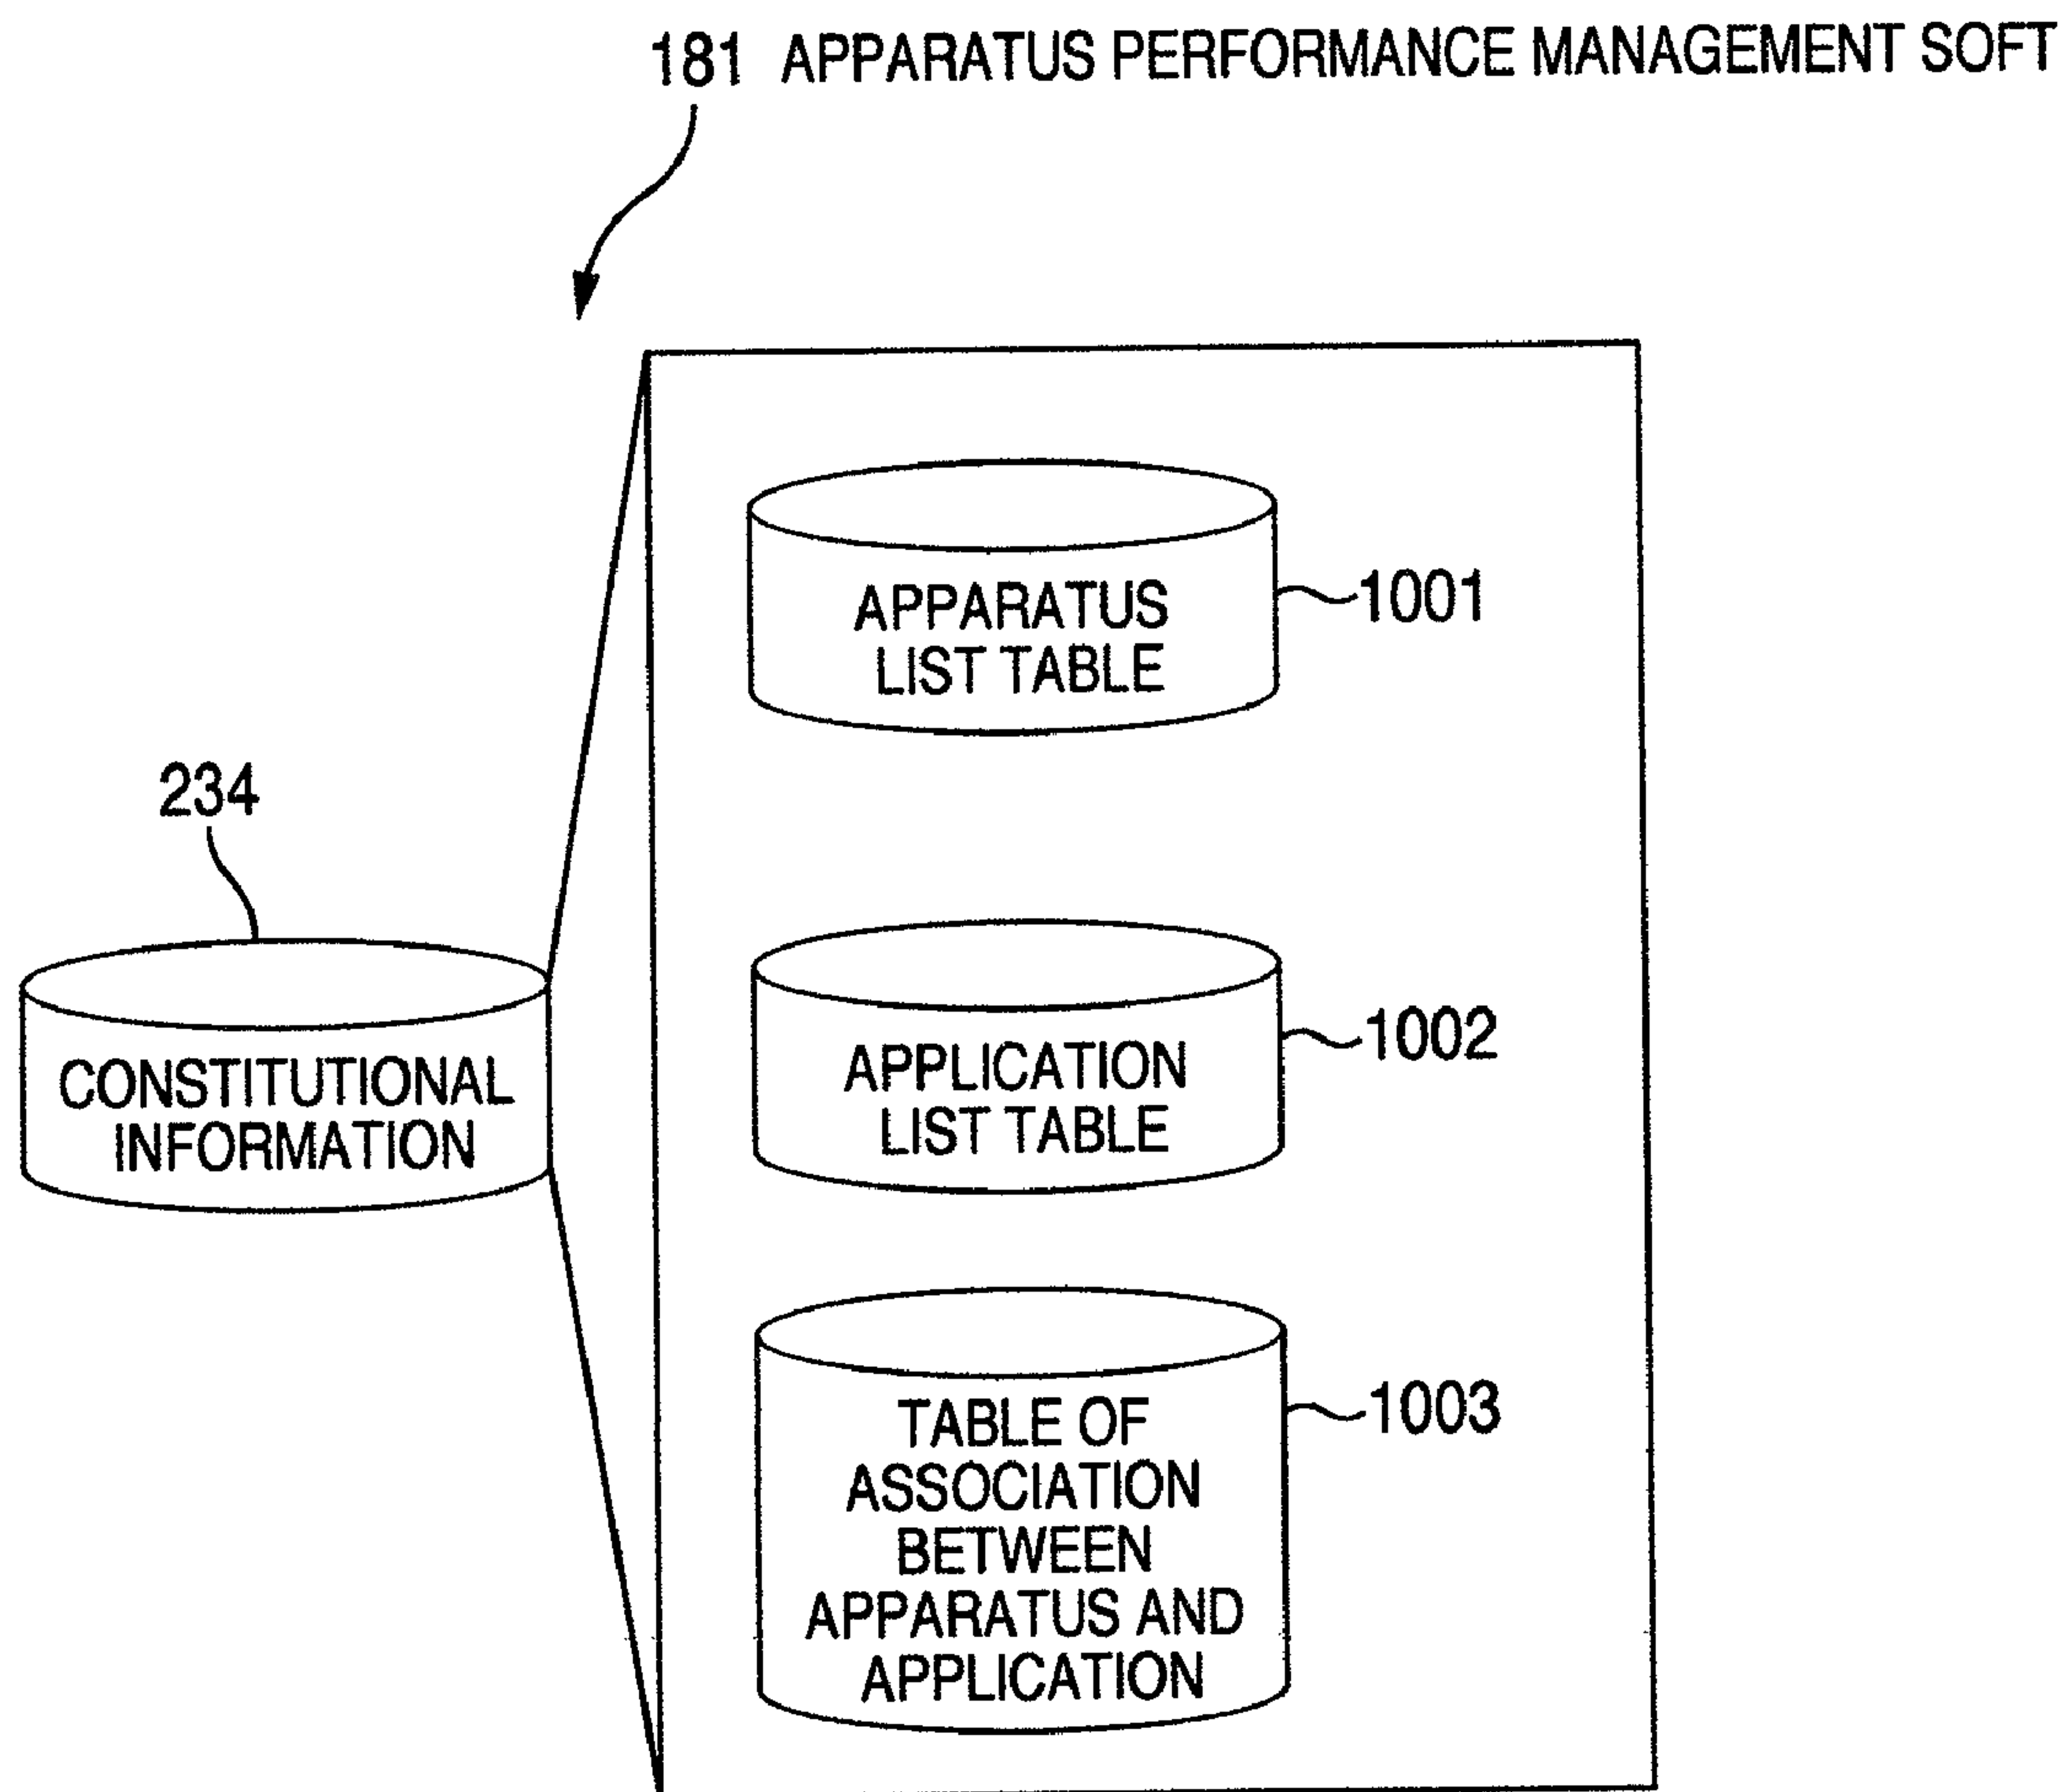 181 APPARATUS PERFORMANCE MANAGEMENT SOFT
APPARATUS
LIST TABLE
1001
234
CONSTITUTIONAL
INFORMATION
APPLICATION
LIST TABLE
1002
TABLE OF
ASSOCIATION
BETWEEN
APPARATUS AND
APPLICATION
1003